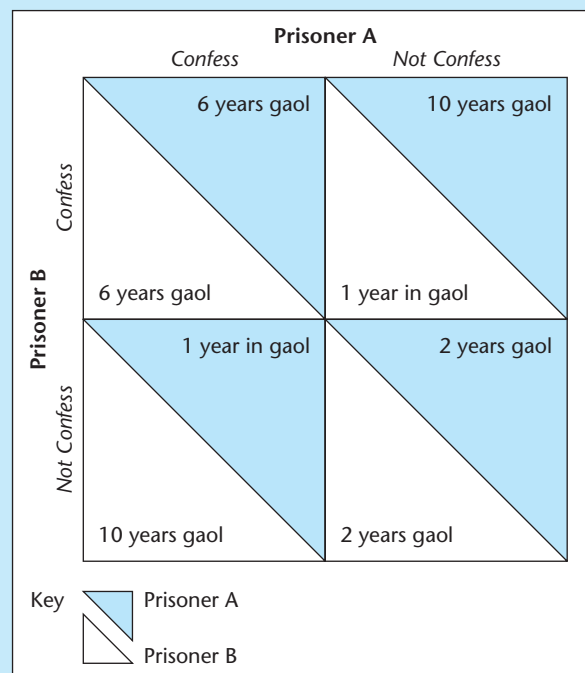 Prisoner A
Confess Not Confess
Prisoner B
Confess
6 years gaol 10 years gaol
6 years gaol 1 year in gaol
Not Confess
1 year in gaol 2 years gaol
10 years gaol 2 years gaol
Key Prisoner A
Prisoner B